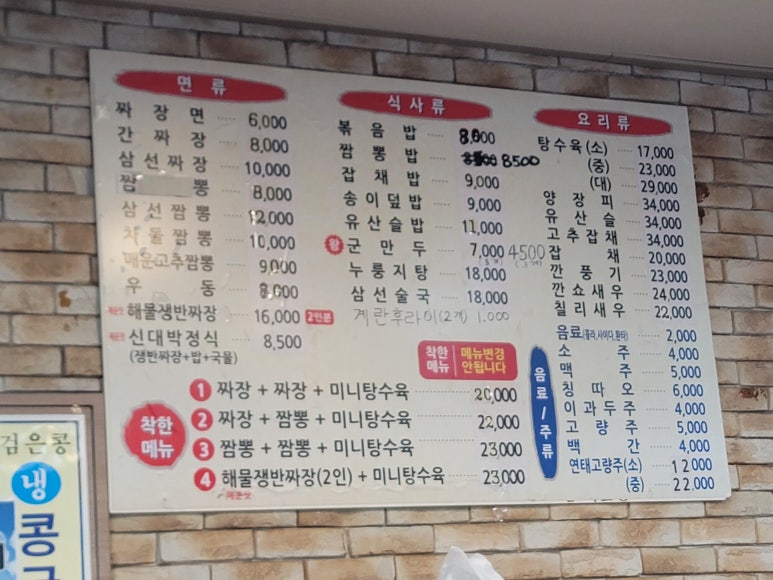 면 류
짜 장 면 6,000
간 짜 장 8,000
삼 선 짜 장 10,000
짬 뽕 8,000
삼 선 짬 뽕 12,000
차 돌 짬 뽕 10,000
매운고추짬뽕 9,000
우 동 8,000
해물쟁반짜장 16,000 2인분
신대박정식 8,500
(쟁반짜장+밥+국물)
식 사 류
볶 음 밥 8,000
짬 뽕 밥 8500
잡 채 밥 9,000
송 이 덮 밥 9,000
유 산 슬 밥 11,000
왕 군 만 두 7,000 4500
누 룽 지 탕 18,000
삼 선 술 국 18,000
계란후라이(2개) 1.000
요 리 류
탕수육(소) 17,000
(중) 23,000
(대) 29,000
양 장 피 34,000
유 산 슬 34,000
고 추 잡 채 34,000
잡 채 20,000
깐 풍 기 23,000
깐 쇼 새 우 24,000
칠 리 새 우 22,000
음료/주류
음료(콜라,사이다,환타) 2,000
소 주 4,000
맥 주 5,000
칭 따 오 6,000
이 과 두 주 4,000
고 량 주 5,000
백 간 4,000
연태고량주(소) 12000
(중) 22,000
착한 메뉴 메뉴변경 안됩니다
착한
메뉴
1 짜장 + 짜장 + 미니탕수육 20,000
2 짜장 + 짬뽕 + 미니탕수육 22,000
3 짬뽕 + 짬뽕 + 미니탕수육 23,000
4 해물쟁반짜장(2인) + 미니탕수육 23,000
매운맛
검은콩
냉
콩